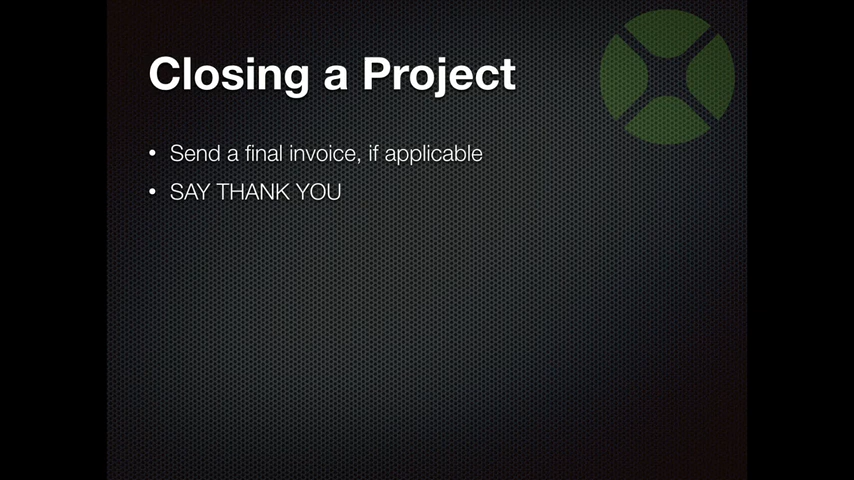 Closing a Project
• Send a final invoice, if applicable
• SAY THANK YOU